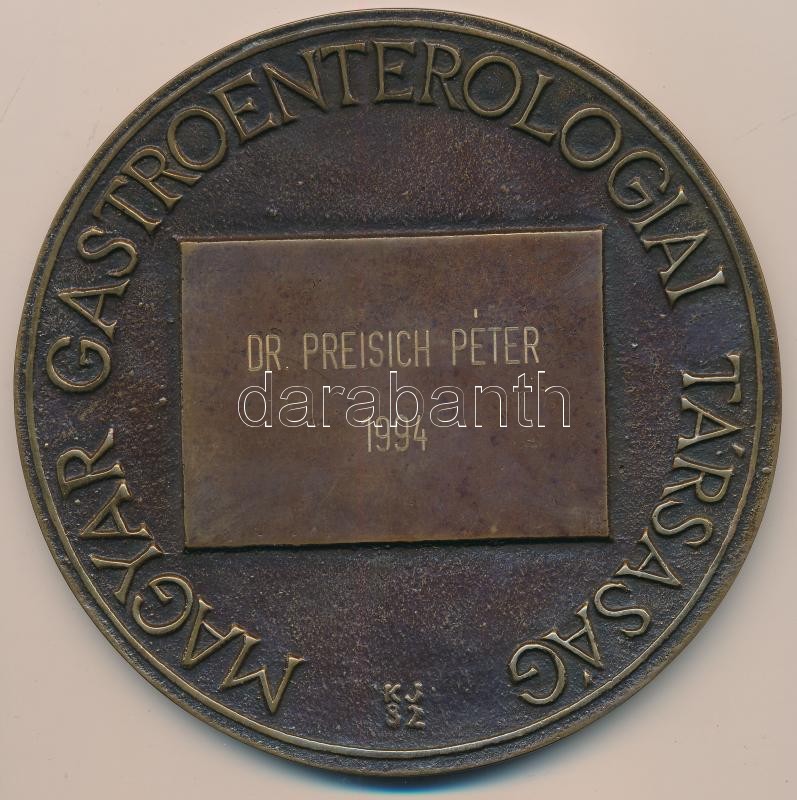 MAGYAR GASTROENTEROLOGIAI TÁRSASÁG
DR. PREISICH PÉTER
darabanth
1994
KJ
82